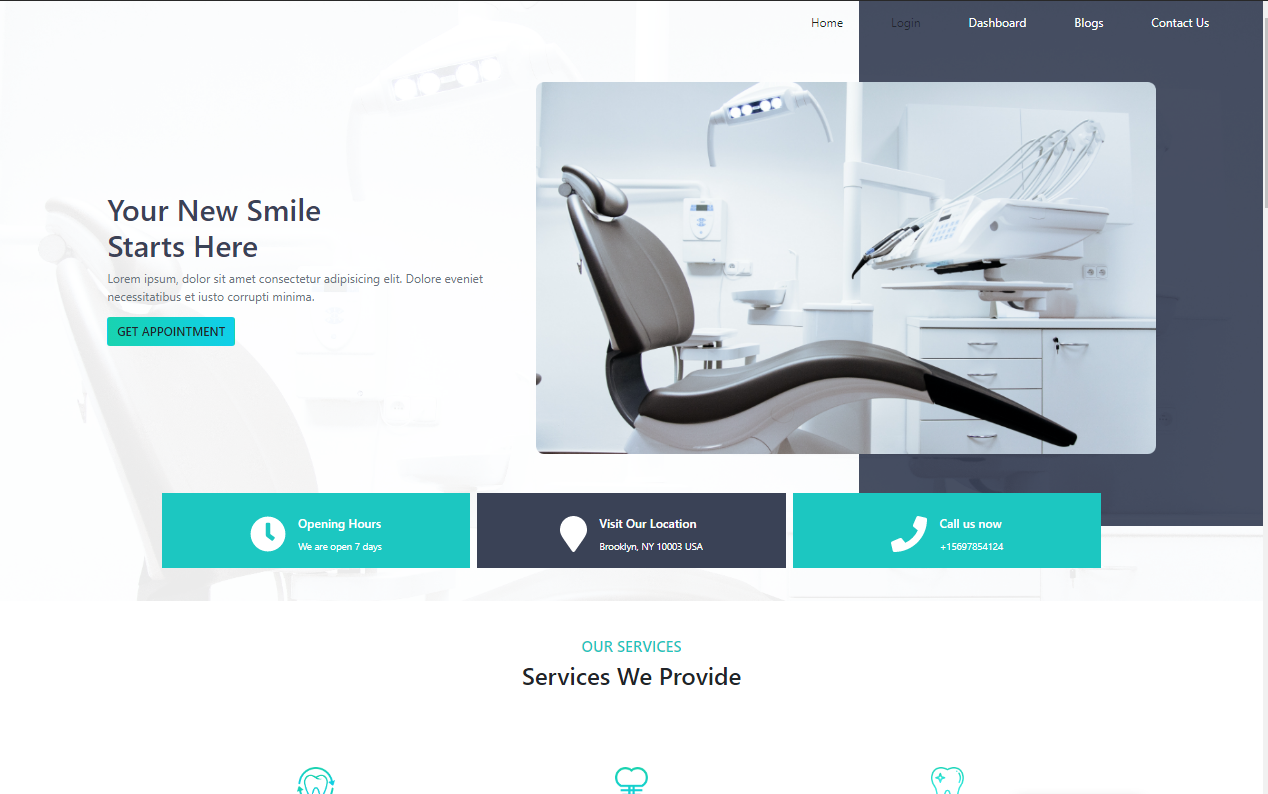 Home Login Dashboard Blogs Contact Us
Your New Smile
Starts Here
Lorem ipsum, dolor sit amet consectetur adipisicing elit. Dolore eveniet
necessitatibus et iusto corrupti minima.
GET APPOINTMENT
Opening Hours
We are open 7 days
Visit Our Location
Brooklyn, NY 10003 USA
Call us now
+15697854124
OUR SERVICES
Services We Provide